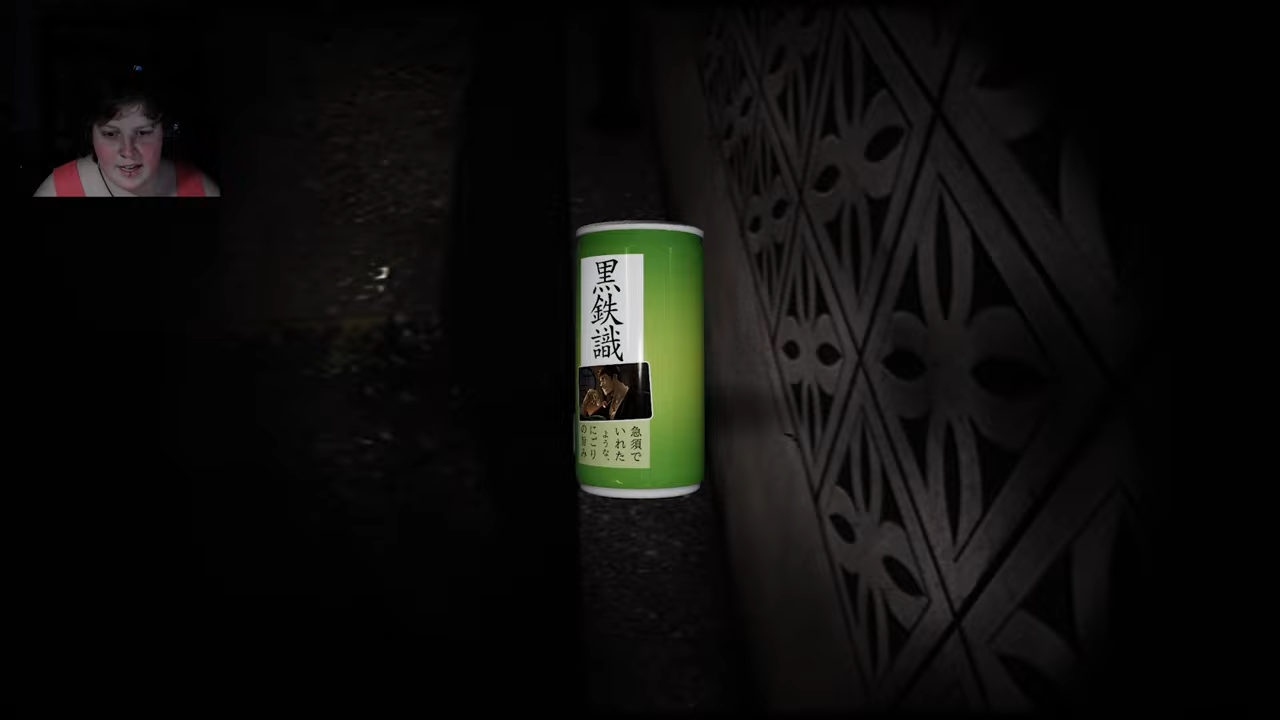 黒鉄識
急須で
いれた
ような、
にごり
の旨み